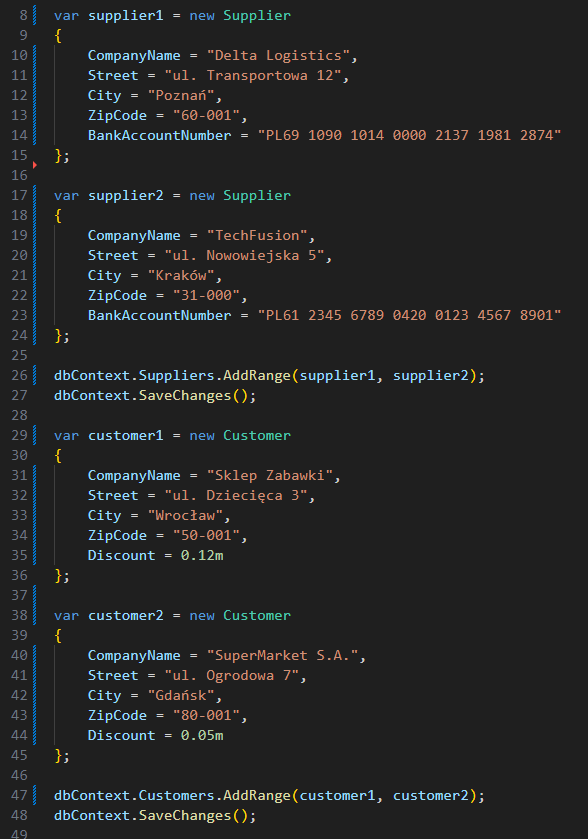 8 var supplier1 = new Supplier
9 {
10 CompanyName = "Delta Logistics",
11 Street = "ul. Transportowa 12",
12 City = "Poznań",
13 ZipCode = "60-001",
14 BankAccountNumber = "PL69 1090 1014 0000 2137 1981 2874"
15 };
16
17 var supplier2 = new Supplier
18 {
19 CompanyName = "TechFusion",
20 Street = "ul. Nowowiejska 5",
21 City = "Kraków",
22 ZipCode = "31-000",
23 BankAccountNumber = "PL61 2345 6789 0420 0123 4567 8901"
24 };
25
26 dbContext.Suppliers.AddRange(supplier1, supplier2);
27 dbContext.SaveChanges();
28
29 var customer1 = new Customer
30 {
31 CompanyName = "Sklep Zabawki",
32 Street = "ul. Dziecięca 3",
33 City = "Wrocław",
34 ZipCode = "50-001",
35 Discount = 0.12m
36 };
37
38 var customer2 = new Customer
39 {
40 CompanyName = "SuperMarket S.A.",
41 Street = "ul. Ogrodowa 7",
42 City = "Gdańsk",
43 ZipCode = "80-001",
44 Discount = 0.05m
45 };
46
47 dbContext.Customers.AddRange(customer1, customer2);
48 dbContext.SaveChanges();
49